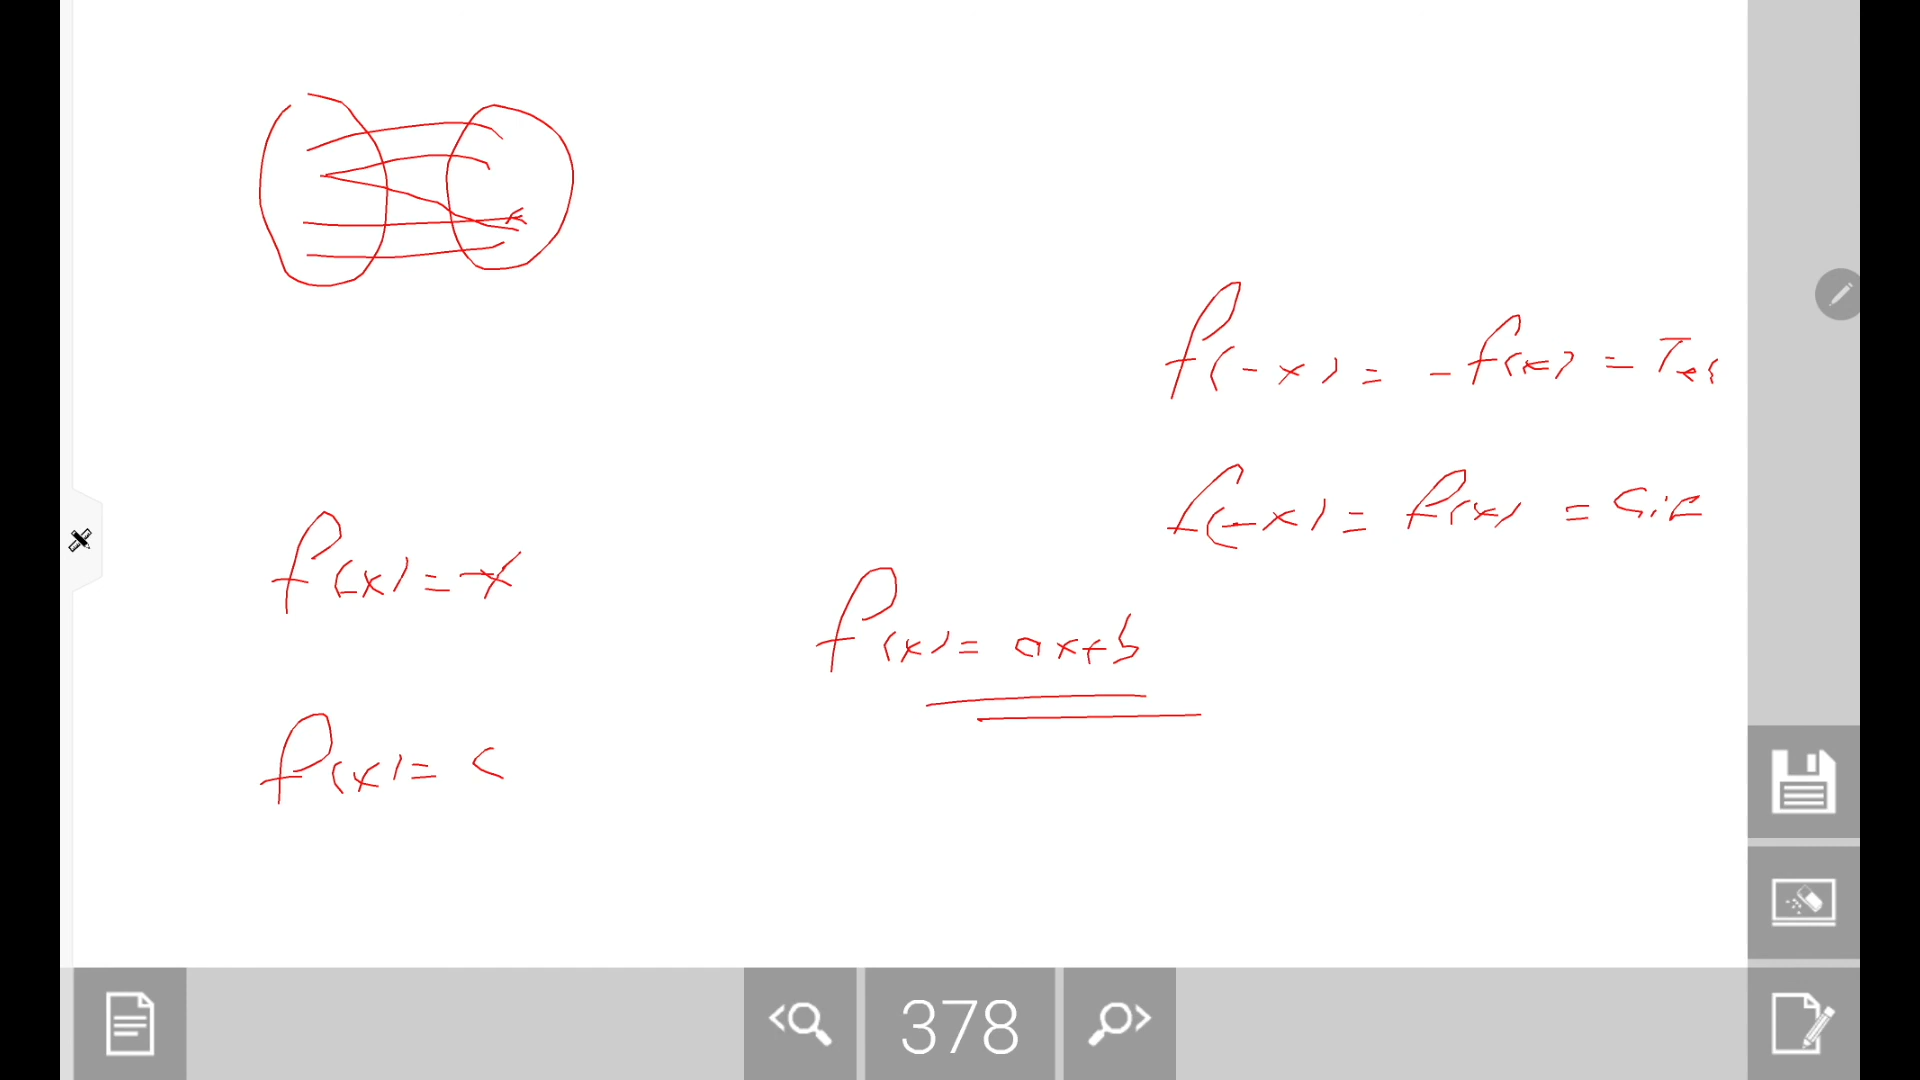 f(-x) = -f(x) = Tek
f(-x) = f(x) = Çift
f(x) = x
f(x) = ax+b
f(x) = c
378